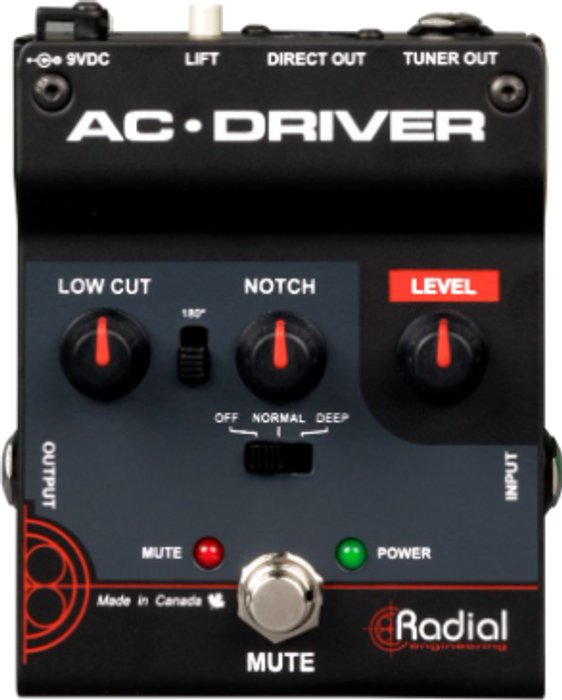 9VDC LIFT DIRECT OUT TUNER OUT
AC•DRIVER
LOW CUT NOTCH LEVEL
180°
OFF NORMAL DEEP
OUTPUT
INPUT
MUTE POWER
Made in Canada
Radial
engineering
MUTE